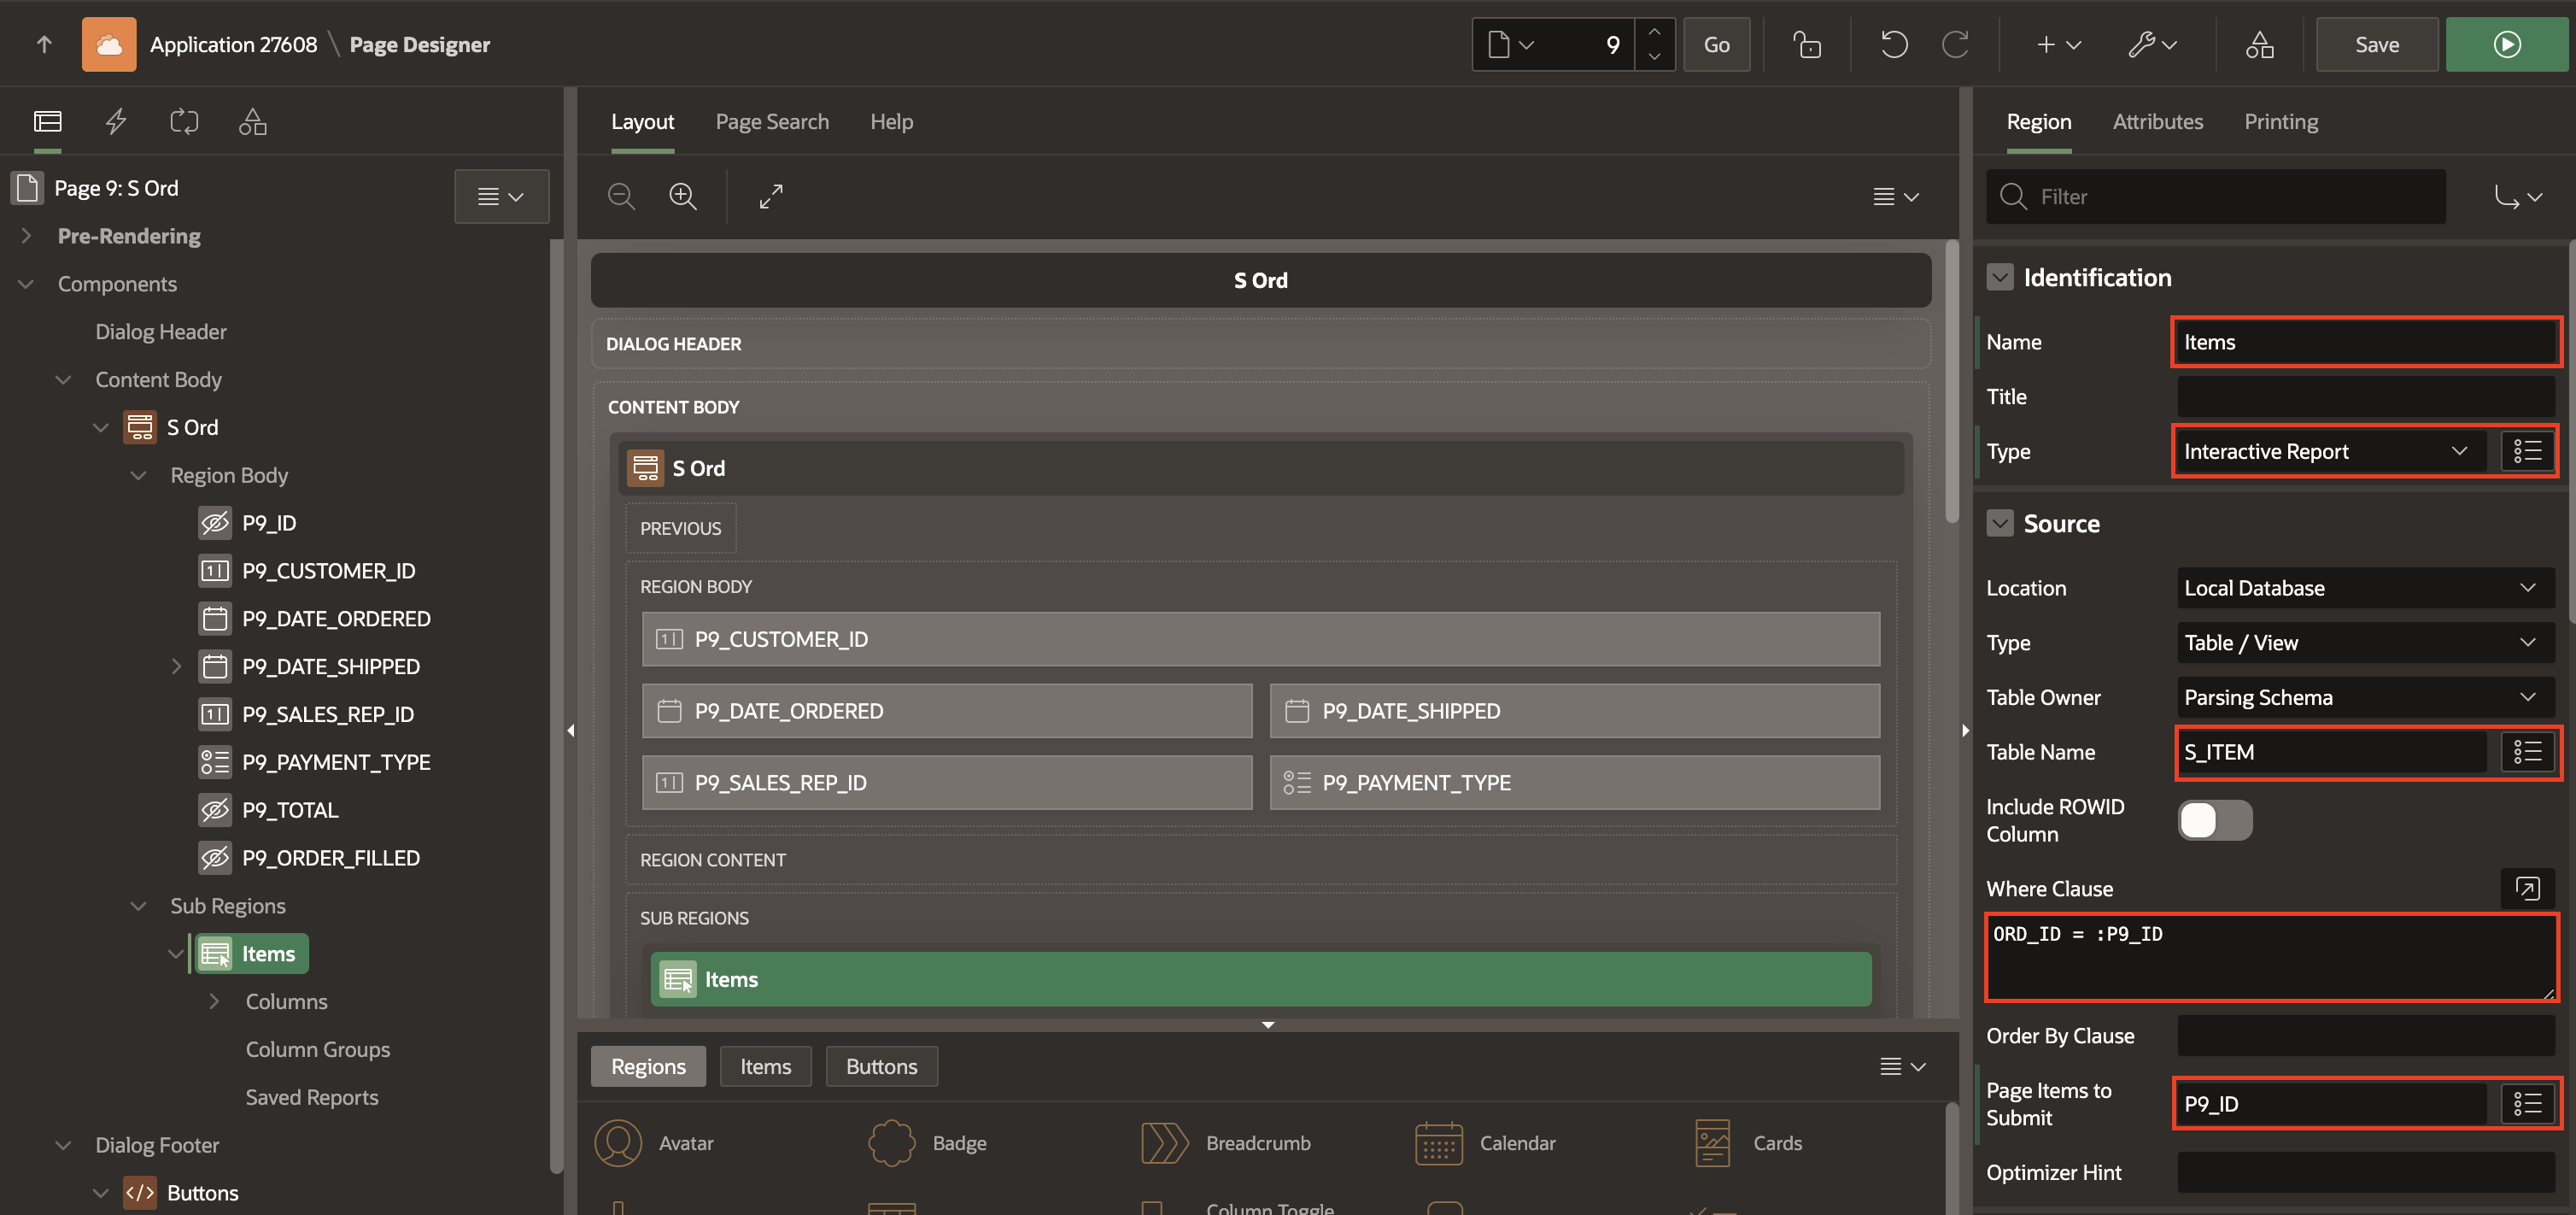 Application 27608 \ Page Designer
9
Go
Save
Page 9: S Ord
Pre-Rendering
Components
Dialog Header
Content Body
S Ord
Region Body
P9_ID
P9_CUSTOMER_ID
P9_DATE_ORDERED
P9_DATE_SHIPPED
P9_SALES_REP_ID
P9_PAYMENT_TYPE
P9_TOTAL
P9_ORDER_FILLED
Sub Regions
Items
Columns
Column Groups
Saved Reports
Dialog Footer
Buttons
Layout Page Search Help
S Ord
DIALOG HEADER
CONTENT BODY
S Ord
PREVIOUS
REGION BODY
P9_CUSTOMER_ID
P9_DATE_ORDERED P9_DATE_SHIPPED
P9_SALES_REP_ID P9_PAYMENT_TYPE
REGION CONTENT
SUB REGIONS
Items
Regions Items Buttons
Avatar Badge Breadcrumb Calendar Cards
Column Toggle
Region Attributes Printing
Filter
Identification
Name Items
Title
Type Interactive Report
Source
Location Local Database
Type Table / View
Table Owner Parsing Schema
Table Name S_ITEM
Include ROWID
Column
Where Clause
ORD_ID = :P9_ID
Order By Clause
Page Items to
Submit P9_ID
Optimizer Hint